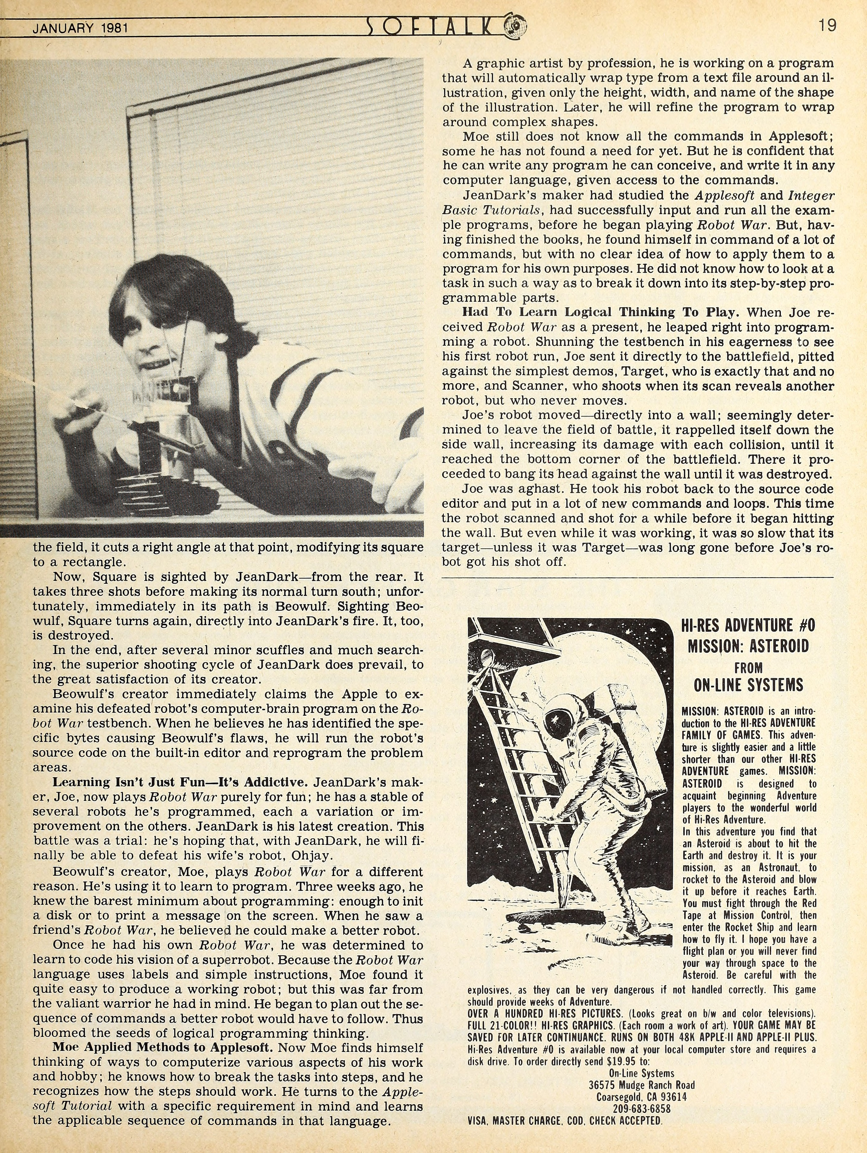 JANUARY 1981
SOFTALK
19
the field, it cuts a right angle at that point, modifying its square
to a rectangle.
Now, Square is sighted by JeanDark—from the rear. It
takes three shots before making its normal turn south; unfor-
tunately, immediately in its path is Beowulf. Sighting Beo-
wulf, Square turns again, directly into JeanDark's fire. It, too,
is destroyed.
In the end, after several minor scuffles and much search-
ing, the superior shooting cycle of JeanDark does prevail, to
the great satisfaction of its creator.
Beowulf's creator immediately claims the Apple to ex-
amine his defeated robot's computer-brain program on the Ro-
bot War testbench. When he believes he has identified the spe-
cific bytes causing Beowulf's flaws, he will run the robot's
source code on the built-in editor and reprogram the problem
areas.
Learning Isn't Just Fun—It's Addictive. JeanDark's mak-
er, Joe, now plays Robot War purely for fun; he has a stable of
several robots he's programmed, each a variation or im-
provement on the others. JeanDark is his latest creation. This
battle was a trial: he's hoping that, with JeanDark, he will fi-
nally be able to defeat his wife's robot, Ohjay.
Beowulf's creator, Moe, plays Robot War for a different
reason. He's using it to learn to program. Three weeks ago, he
knew the barest minimum about programming: enough to init
a disk or to print a message on the screen. When he saw a
friend's Robot War, he believed he could make a better robot.
Once he had his own Robot War, he was determined to
learn to code his vision of a superrobot. Because the Robot War
language uses labels and simple instructions, Moe found it
quite easy to produce a working robot; but this was far from
the valiant warrior he had in mind. He began to plan out the se-
quence of commands a better robot would have to follow. Thus
bloomed the seeds of logical programming thinking.
Moe Applied Methods to Applesoft. Now Moe finds himself
thinking of ways to computerize various aspects of his work
and hobby; he knows how to break the tasks into steps, and he
recognizes how the steps should work. He turns to the Apple-
soft Tutorial with a specific requirement in mind and learns
the applicable sequence of commands in that language.
A graphic artist by profession, he is working on a program
that will automatically wrap type from a text file around an il-
lustration, given only the height, width, and name of the shape
of the illustration. Later, he will refine the program to wrap
around complex shapes.
Moe still does not know all the commands in Applesoft;
some he has not found a need for yet. But he is confident that
he can write any program he can conceive, and write it in any
computer language, given access to the commands.
JeanDark's maker had studied the Applesoft and Integer
Basic Tutorials, had successfully input and run all the exam-
ple programs, before he began playing Robot War. But, hav-
ing finished the books, he found himself in command of a lot of
commands, but with no clear idea of how to apply them to a
program for his own purposes. He did not know how to look at a
task in such a way as to break it down into its step-by-step pro-
grammable parts.
Had To Learn Logical Thinking To Play. When Joe re-
ceived Robot War as a present, he leaped right into program-
ming a robot. Shunning the testbench in his eagerness to see
his first robot run, Joe sent it directly to the battlefield, pitted
against the simplest demos, Target, who is exactly that and no
more, and Scanner, who shoots when its scan reveals another
robot, but who never moves.
Joe's robot moved—directly into a wall; seemingly deter-
mined to leave the field of battle, it rappelled itself down the
side wall, increasing its damage with each collision, until it
reached the bottom corner of the battlefield. There it pro-
ceeded to bang its head against the wall until it was destroyed.
Joe was aghast. He took his robot back to the source code
editor and put in a lot of new commands and loops. This time
the robot scanned and shot for a while before it began hitting
the wall. But even while it was working, it was so slow that its
target—unless it was Target—was long gone before Joe's ro-
bot got his shot off.
HI-RES ADVENTURE #0
MISSION: ASTEROID
FROM
ON-LINE SYSTEMS
MISSION: ASTEROID is an intro-
duction to the HI-RES ADVENTURE
FAMILY OF GAMES. This adven-
ture is slightly easier and a little
shorter than our other HI-RES
ADVENTURE games. MISSION:
ASTEROID is designed to
acquaint beginning Adventure
players to the wonderful world
of Hi-Res Adventure.
In this adventure you find that
an Asteroid is about to hit the
Earth and destroy it. It is your
mission, as an Astronaut, to
rocket to the Asteroid and blow
it up before it reaches Earth.
You must fight through the Red
Tape at Mission Control, then
enter the Rocket Ship and learn
how to fly it. I hope you have a
flight plan or you will never find
your way through space to the
Asteroid. Be careful with the
explosives, as they can be very dangerous if not handled correctly. This game
should provide weeks of Adventure.
OVER A HUNDRED HI-RES PICTURES. (Looks great on b/w and color televisions).
FULL 21-COLOR!! HI-RES GRAPHICS. (Each room a work of art). YOUR GAME MAY BE
SAVED FOR LATER CONTINUANCE. RUNS ON BOTH 48K APPLE-II AND APPLE-II PLUS.
Hi-Res Adventure #0 is available now at your local computer store and requires a
disk drive. To order directly send $19.95 to:
On-Line Systems
36575 Mudge Ranch Road
Coarsegold, CA 93614
209-683-6858
VISA, MASTER CHARGE, COD, CHECK ACCEPTED.